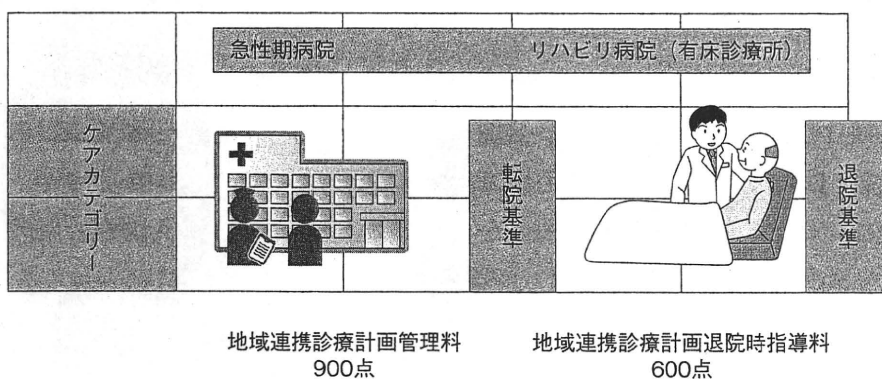 急性期病院
リハビリ病院（有床診療所）
ケアカテゴリー
転院基準
退院基準
地域連携診療計画管理料
900点
地域連携診療計画退院時指導料
600点